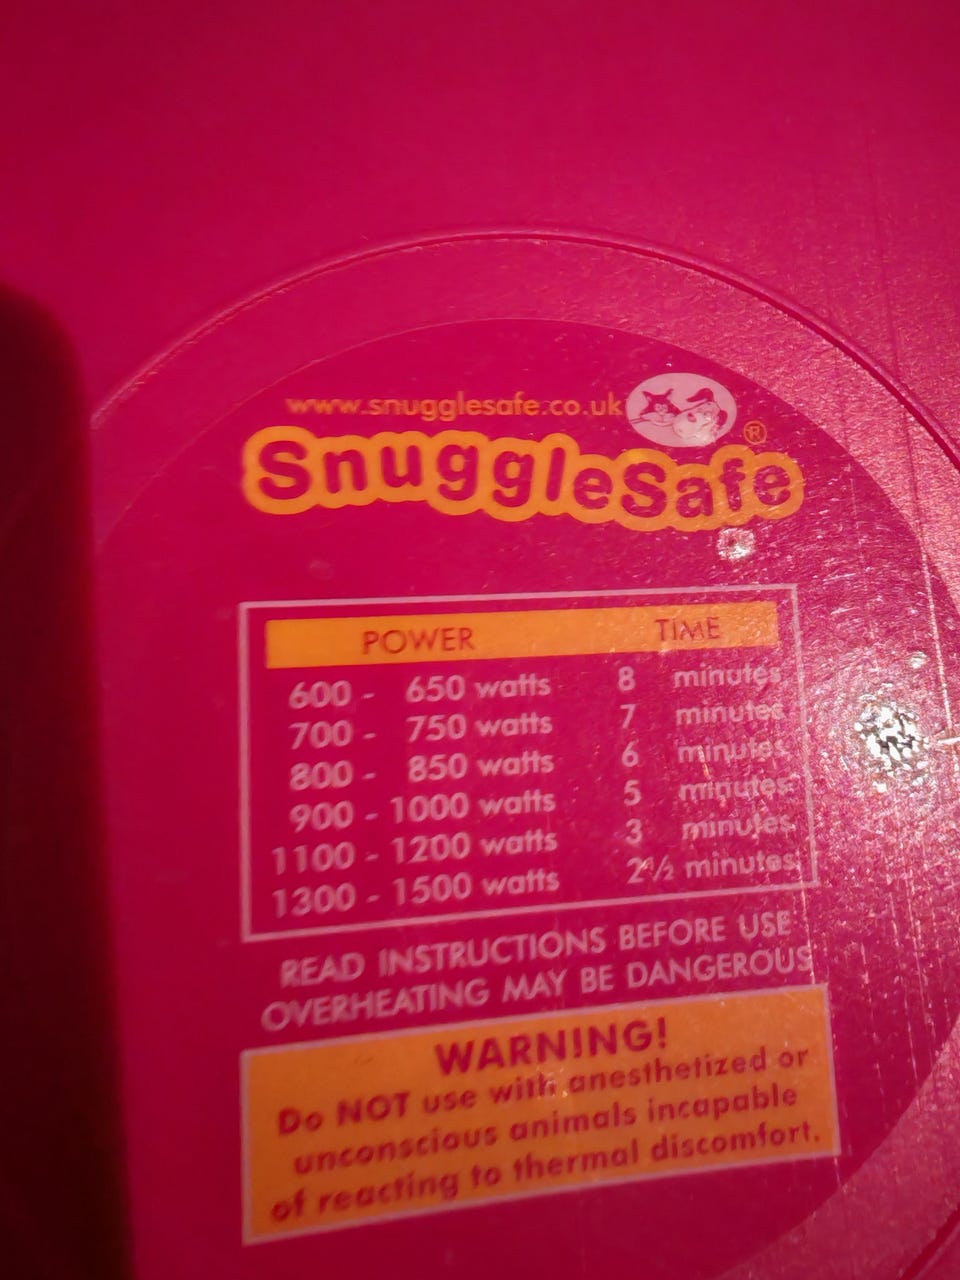 www.snugglesafe.co.uk
SnuggleSafe®
POWER TIME
600 - 650 watts 8 minutes
700 - 750 watts 7 minutes
800 - 850 watts 6 minutes
900 - 1000 watts 5 minutes
1100 - 1200 watts 3 minutes
1300 - 1500 watts 2½ minutes
READ INSTRUCTIONS BEFORE USE
OVERHEATING MAY BE DANGEROUS
WARNING!
Do NOT use with anesthetized or
unconscious animals incapable
of reacting to thermal discomfort.